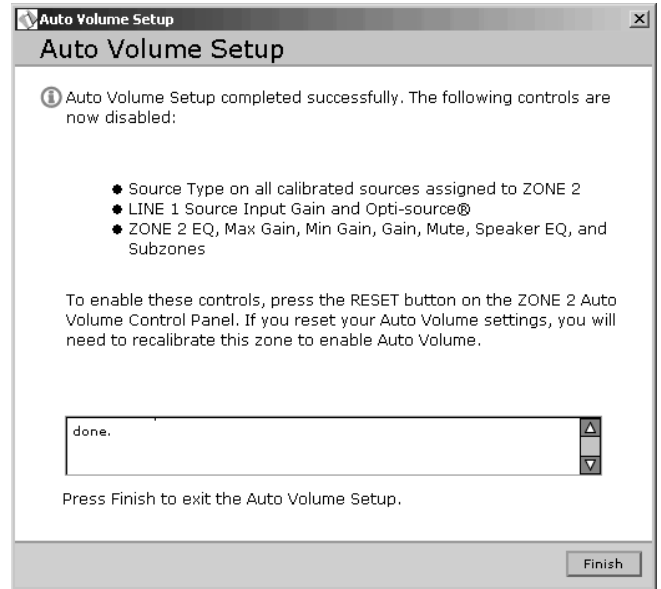 Auto Volume Setup
Auto Volume Setup
Auto Volume Setup completed successfully. The following controls are
now disabled:
● Source Type on all calibrated sources assigned to ZONE 2
● LINE 1 Source Input Gain and Opti-source®
● ZONE 2 EQ, Max Gain, Min Gain, Gain, Mute, Speaker EQ, and
Subzones
To enable these controls, press the RESET button on the ZONE 2 Auto
Volume Control Panel. If you reset your Auto Volume settings, you will
need to recalibrate this zone to enable Auto Volume.
done.
Press Finish to exit the Auto Volume Setup.
Finish